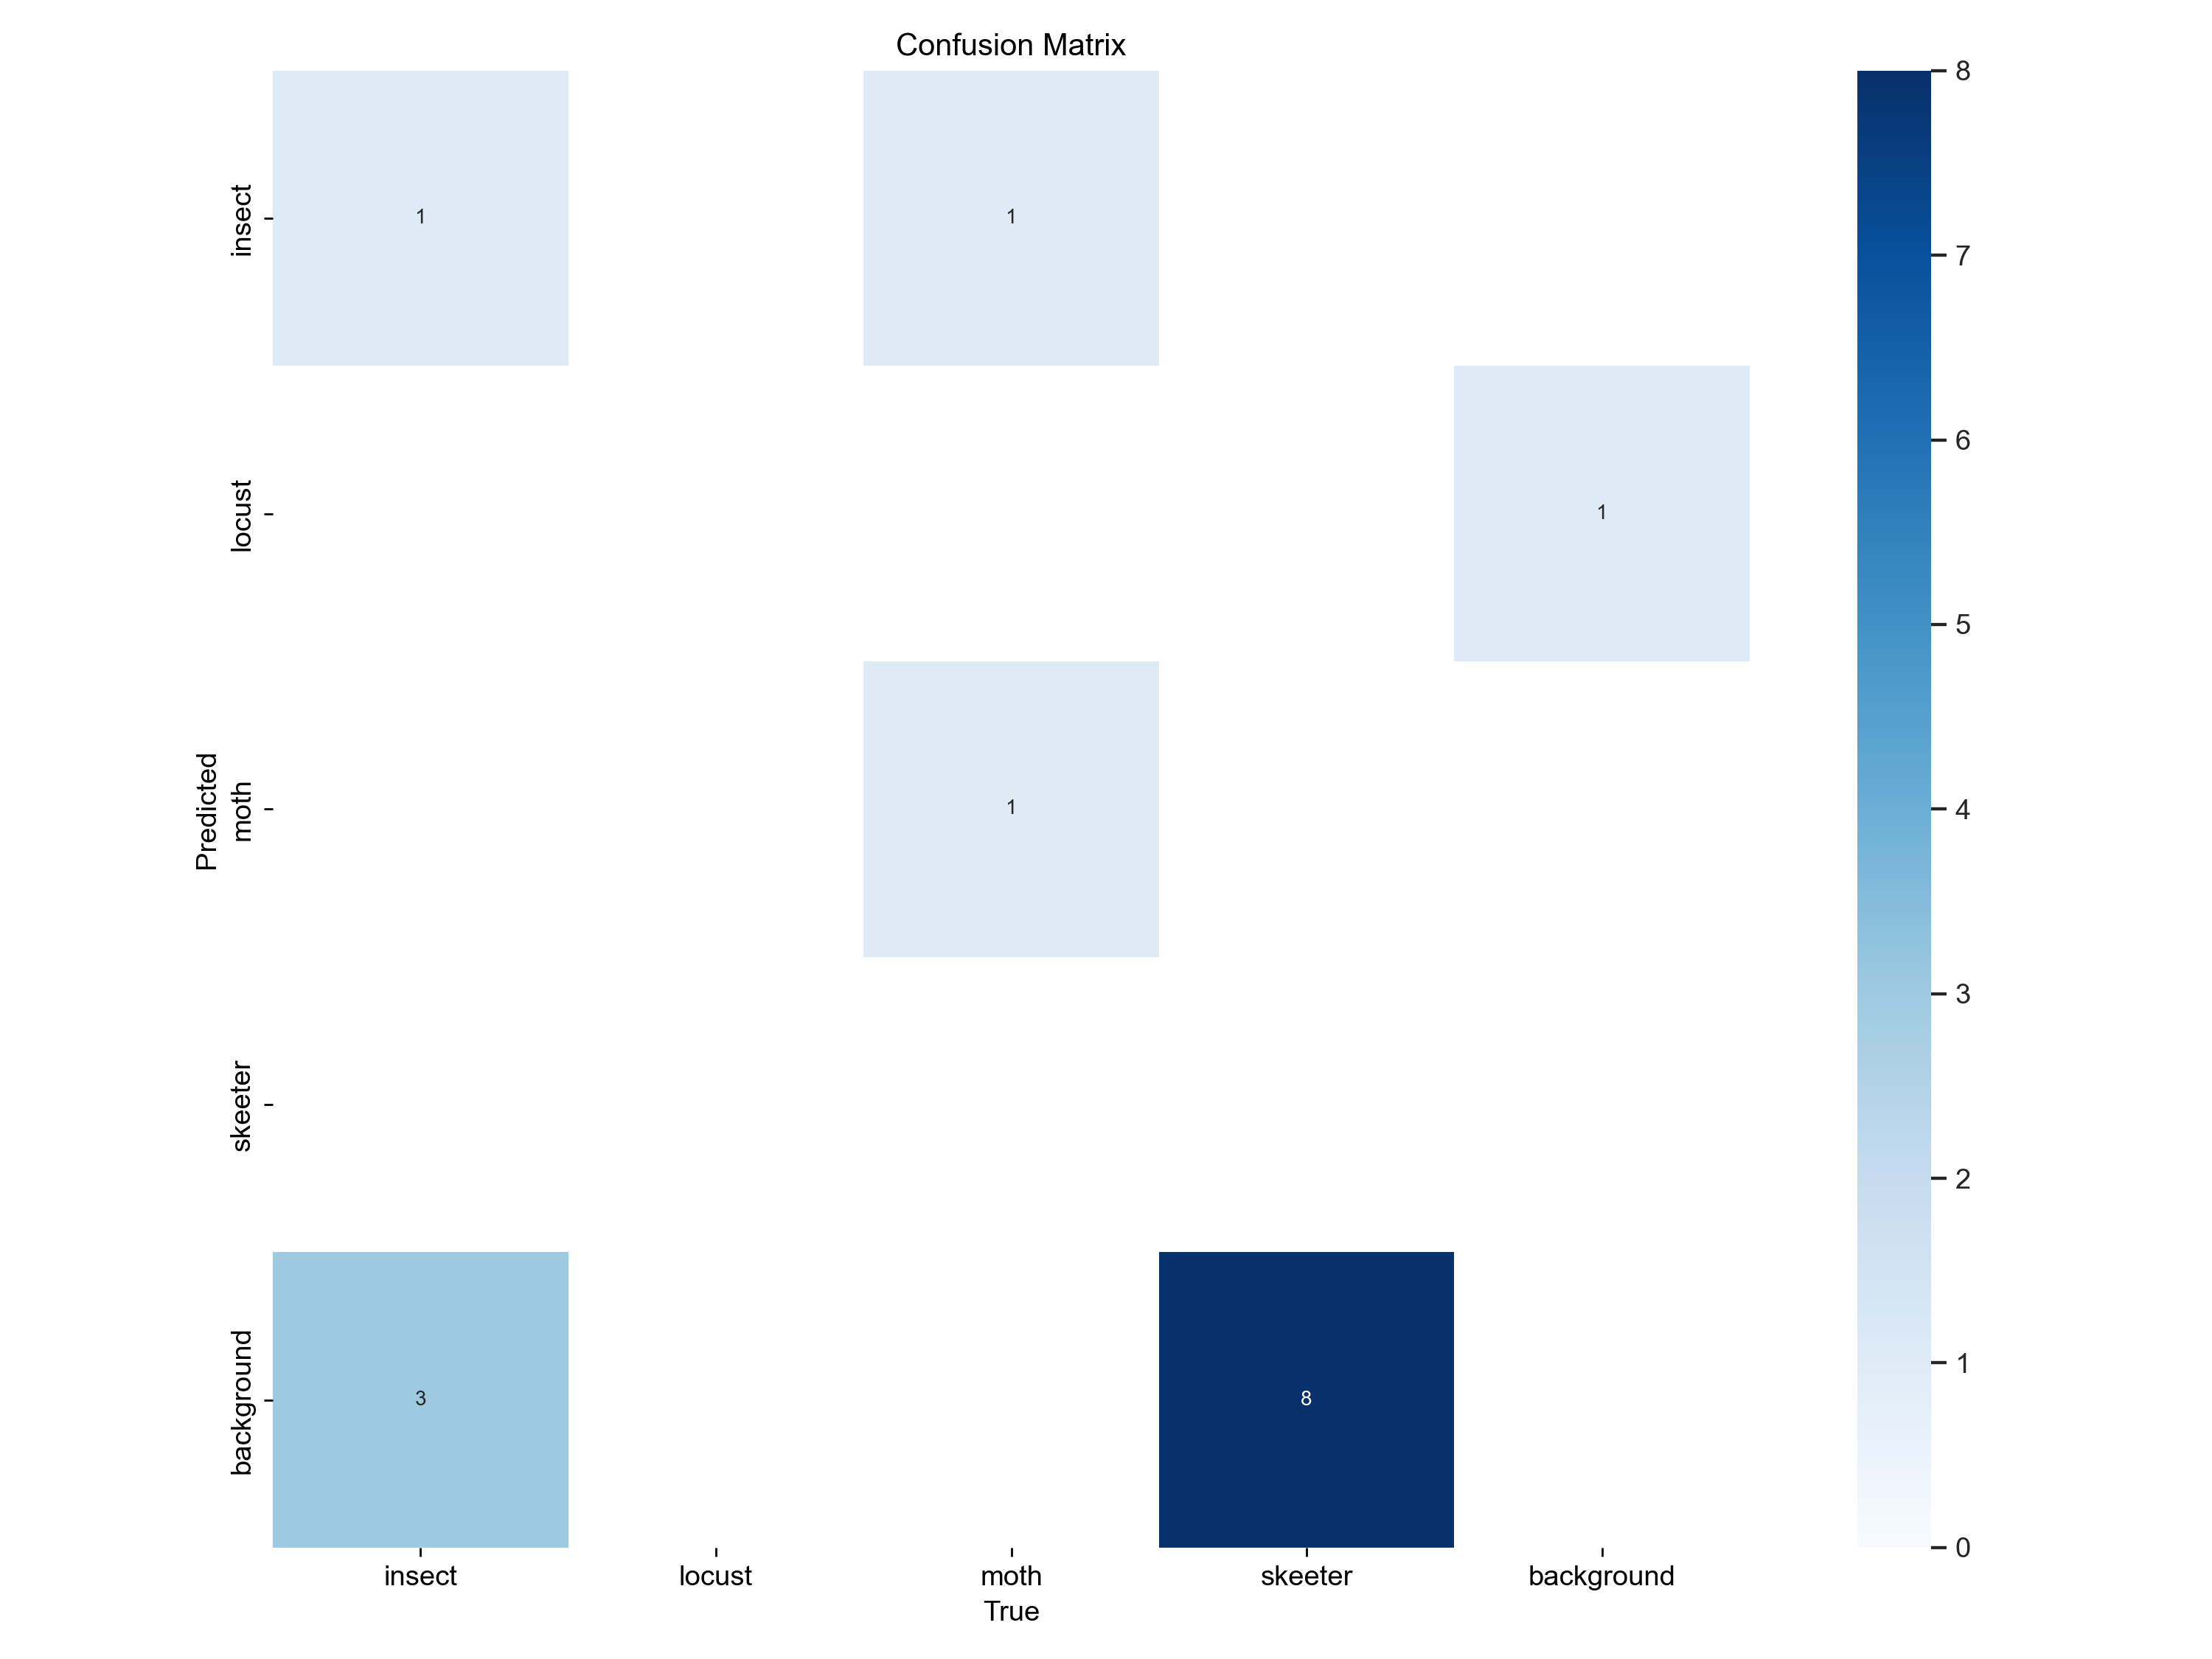 Confusion Matrix
insect
locust
moth
skeeter
background
Predicted
1
1
1
1
3
8
insect
locust
moth
skeeter
background
True
8
7
6
5
4
3
2
1
0